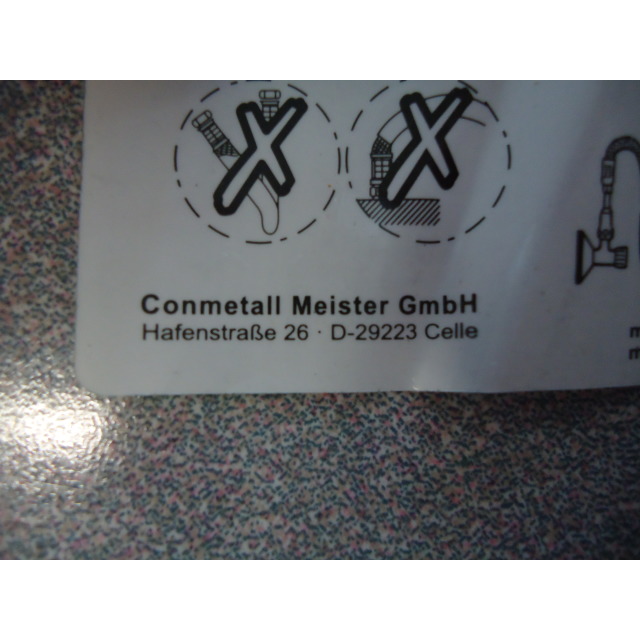 Conmetall Meister GmbH
Hafenstraße 26 · D-29223 Celle